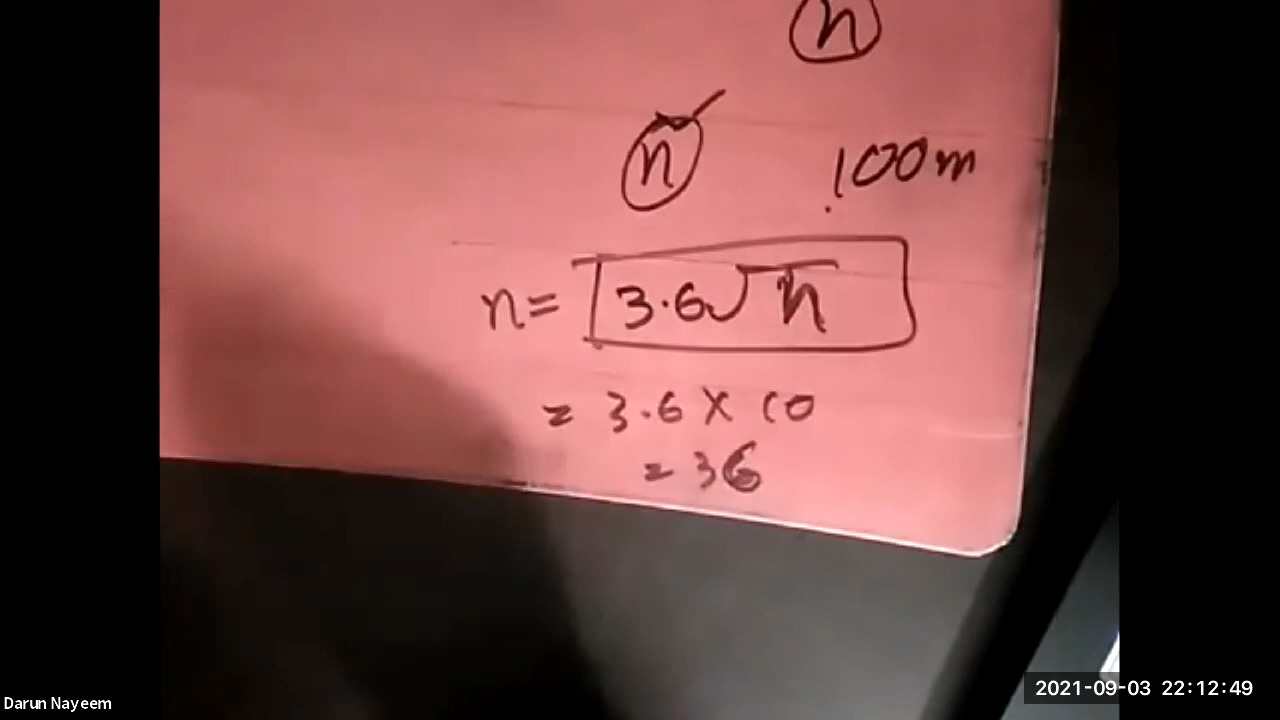 n
n
100m
n = 3.6√n
= 3.6 × 10
= 36
Darun Nayeem
2021-09-03 22:12:49